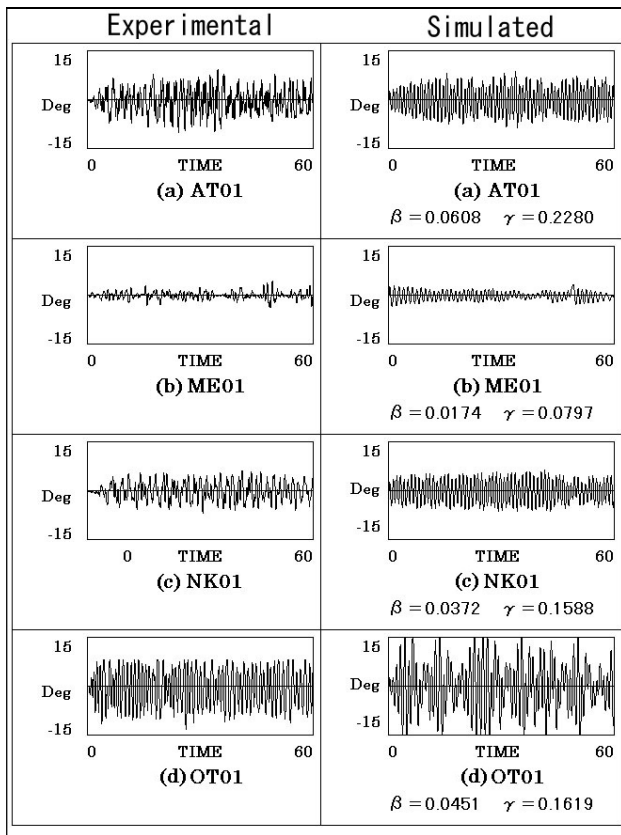 Experimental
Simulated
15
Deg
-15
0 TIME 60
(a) AT01
15
Deg
-15
0 TIME 60
(a) AT01
β=0.0608 γ=0.2280
15
Deg
-15
0 TIME 60
(b) ME01
15
Deg
-15
0 TIME 60
(b) ME01
β=0.0174 γ=0.0797
15
Deg
-15
0 TIME 60
(c) NK01
15
Deg
-15
0 TIME 60
(c) NK01
β=0.0372 γ=0.1588
15
Deg
-15
0 TIME 60
(d) OT01
15
Deg
-15
0 TIME 60
(d) OT01
β=0.0451 γ=0.1619